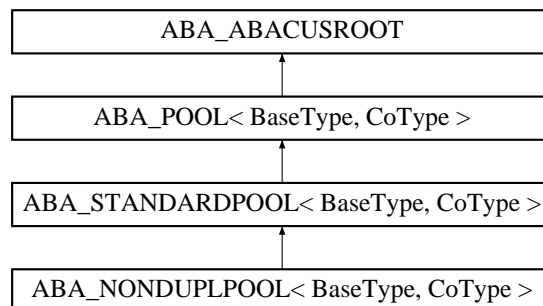 ABA_ABACUSROOT
ABA_POOL< BaseType, CoType >
ABA_STANDARDPOOL< BaseType, CoType >
ABA_NONDUPLPOOL< BaseType, CoType >